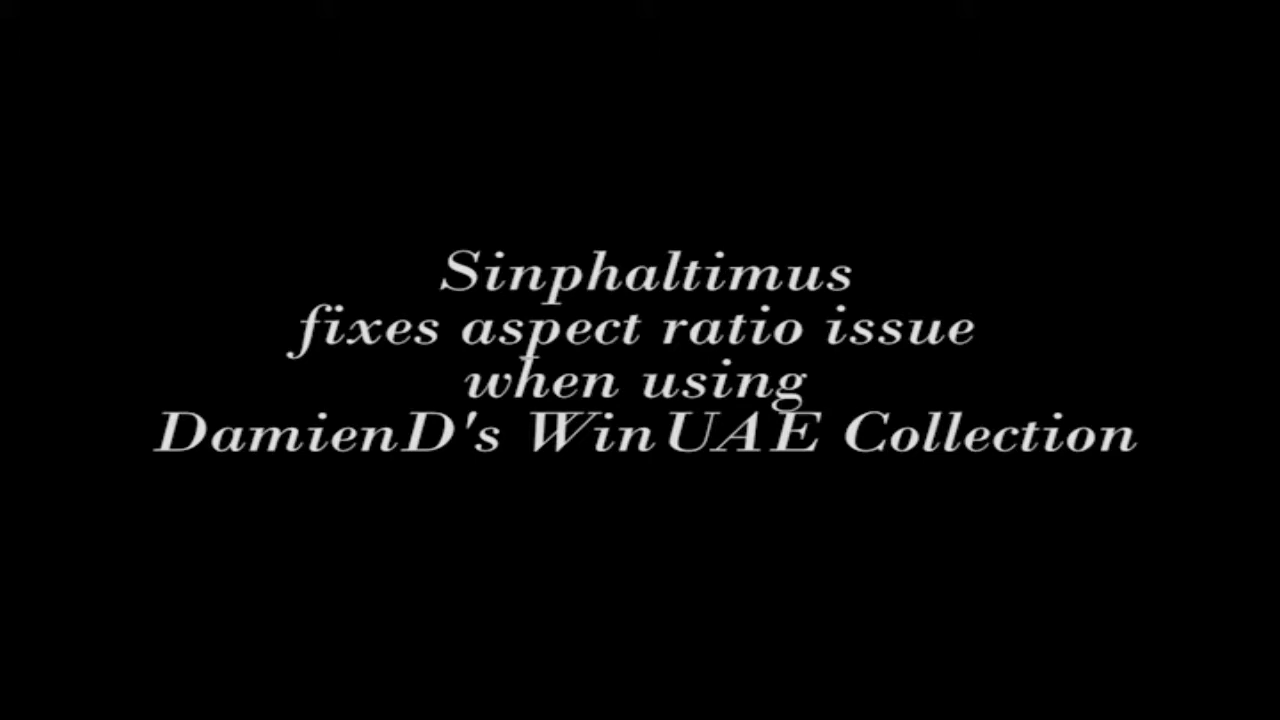 Sinphaltimus
fixes aspect ratio issue
when using
DamienD's WinUAE Collection